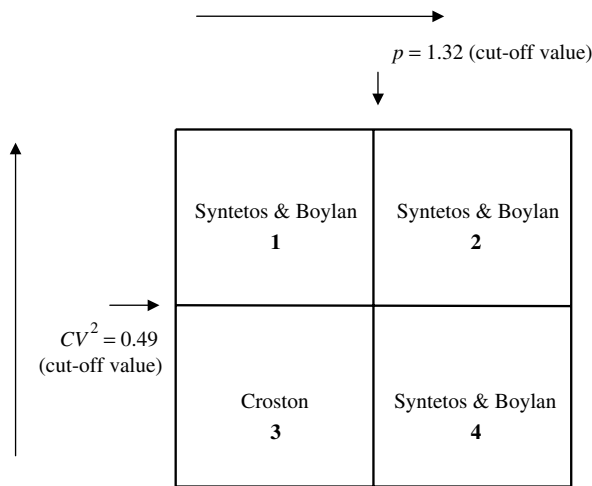 p = 1.32 (cut-off value)
Syntetos & Boylan Syntetos & Boylan
1 2
CV² = 0.49
(cut-off value)
Croston Syntetos & Boylan
3 4